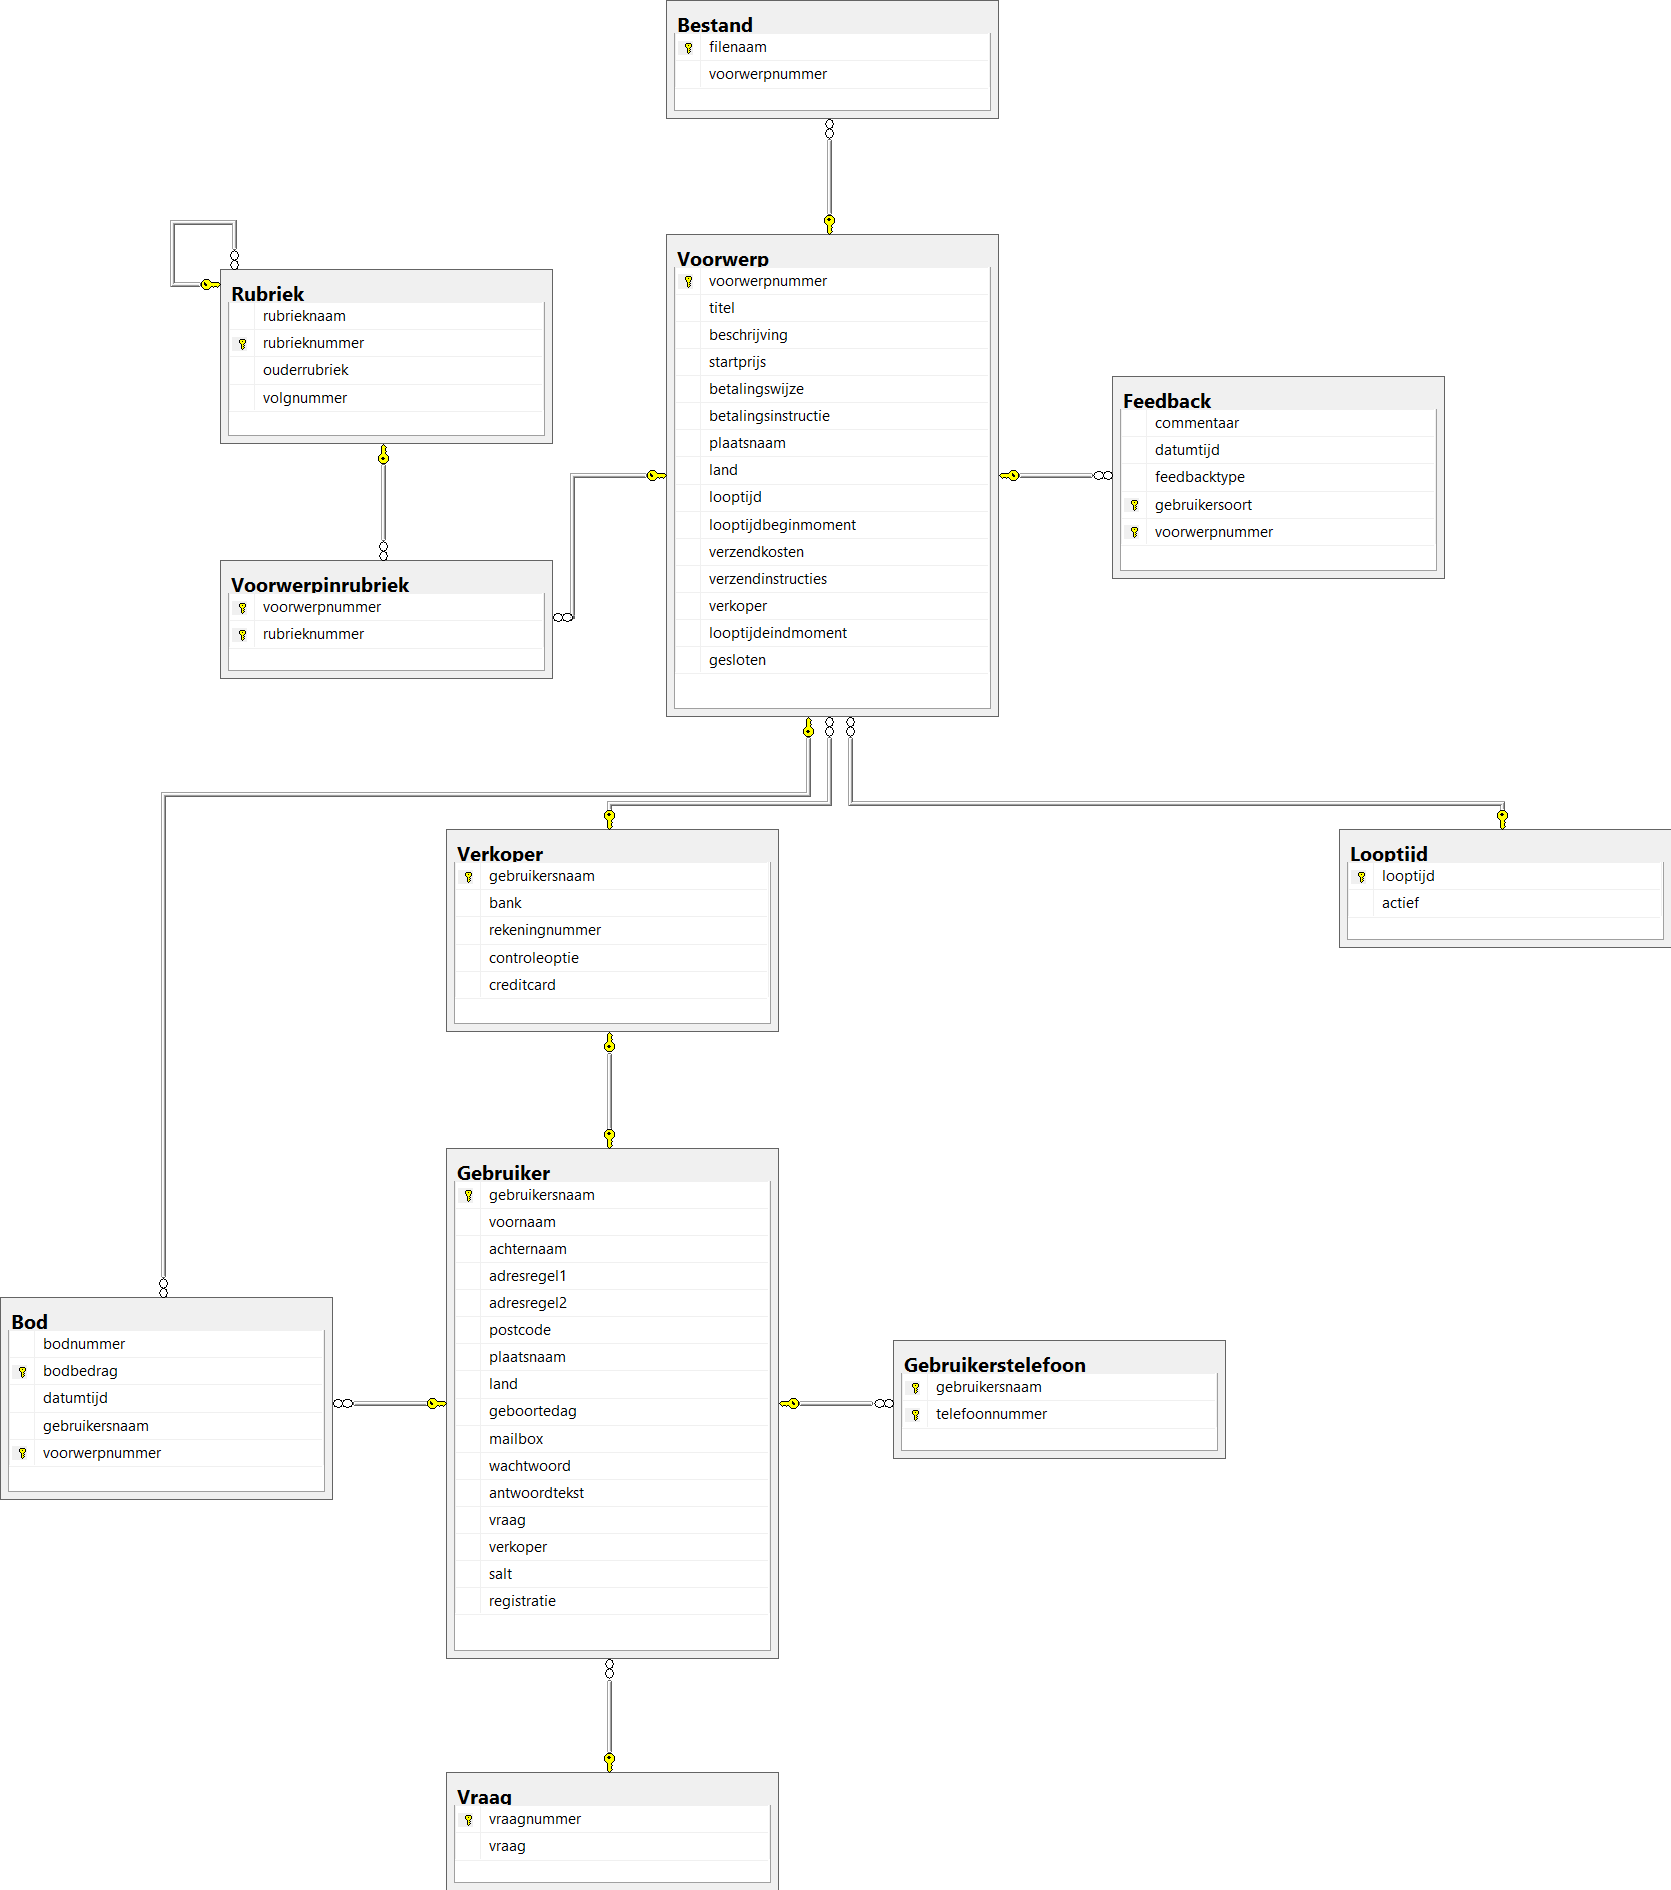 Bestand
filenaam
voorwerpnummer
Rubriek
rubrieknaam
rubrieknummer
ouderrubriek
volgnummer
Voorwerp
voorwerpnummer
titel
beschrijving
startprijs
betalingswijze
betalingsinstructie
plaatsnaam
land
looptijd
looptijdbeginmoment
verzendkosten
verzendinstructies
verkoper
looptijdeindmoment
gesloten
Feedback
commentaar
datumtijd
feedbacktype
gebruikersoort
voorwerpnummer
Voorwerpinrubriek
voorwerpnummer
rubrieknummer
Verkoper
gebruikersnaam
bank
rekeningnummer
controleoptie
creditcard
Looptijd
looptijd
actief
Gebruiker
gebruikersnaam
voornaam
achternaam
adresregel1
adresregel2
postcode
plaatsnaam
land
geboortedag
mailbox
wachtwoord
antwoordtekst
vraag
verkoper
salt
registratie
Bod
bodnummer
bodbedrag
datumtijd
gebruikersnaam
voorwerpnummer
Gebruikerstelefoon
gebruikersnaam
telefoonnummer
Vraag
vraagnummer
vraag